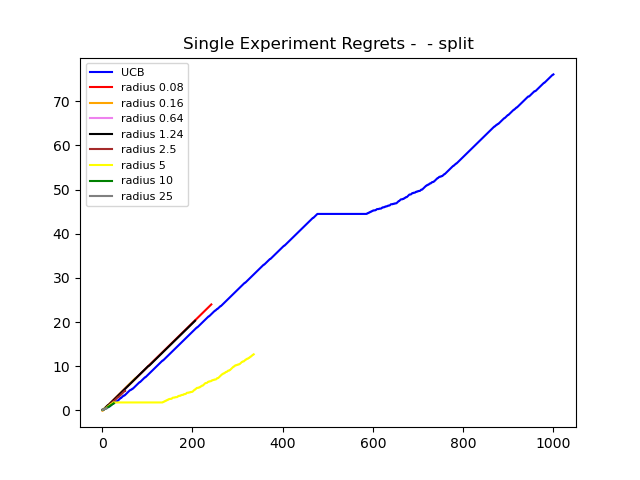 Single Experiment Regrets -  - split
UCB
radius 0.08
radius 0.16
radius 0.64
radius 1.24
radius 2.5
radius 5
radius 10
radius 25
70
60
50
40
30
20
10
0
0 200 400 600 800 1000